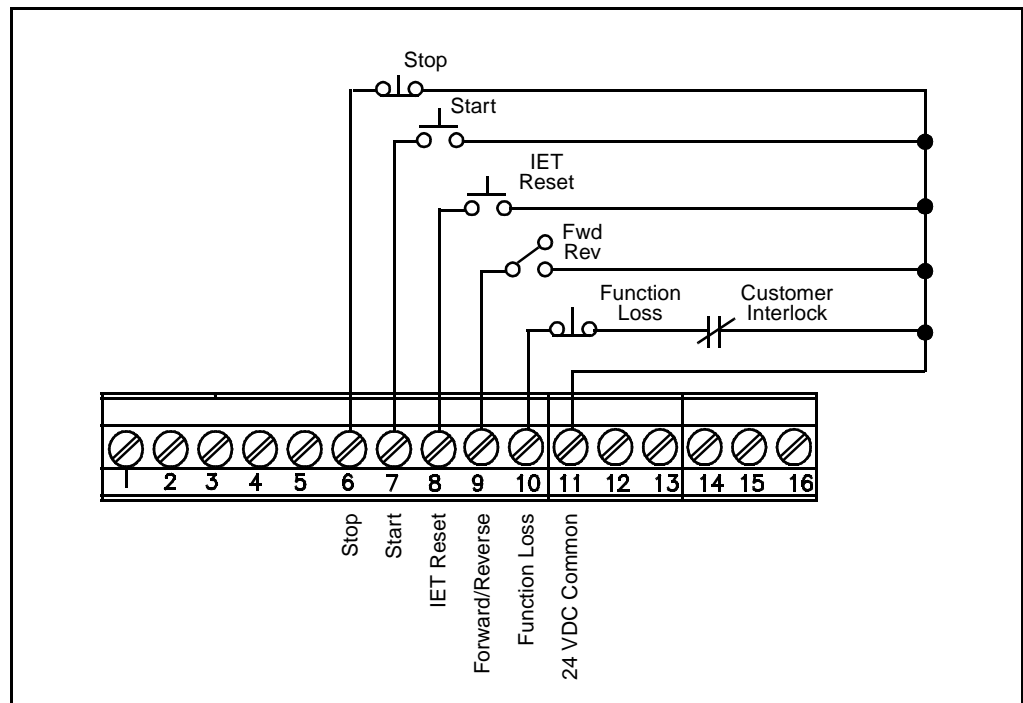 Stop
Start
IET
Reset
Fwd
Rev
Function
Loss
Customer
Interlock
1 2 3 4 5 6 7 8 9 10 11 12 13 14 15 16
Stop
Start
IET Reset
Forward/Reverse
Function Loss
24 VDC Common